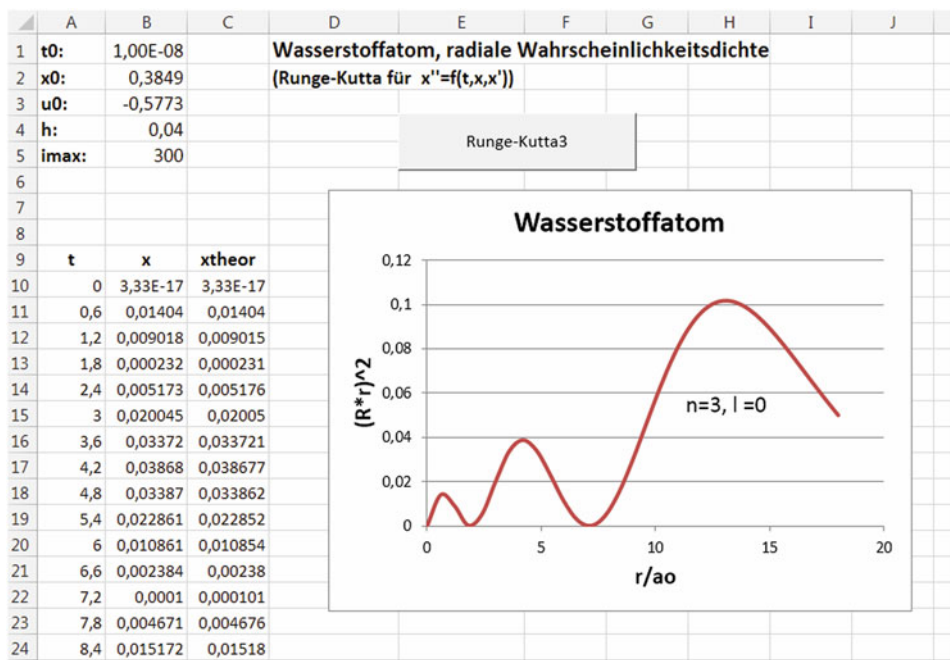 A B C D E F G H I J
1 t0: 1,00E-08 Wasserstoffatom, radiale Wahrscheinlichkeitsdichte
2 x0: 0,3849 (Runge-Kutta für x''=f(t,x,x'))
3 u0: -0,5773
4 h: 0,04
5 imax: 300
Runge-Kutta3
6
7
8
9 t x xtheor
10 0 3,33E-17 3,33E-17
11 0,6 0,01404 0,01404
12 1,2 0,009018 0,009015
13 1,8 0,000232 0,000231
14 2,4 0,005173 0,005176
15 3 0,020045 0,02005
16 3,6 0,03372 0,033721
17 4,2 0,03868 0,038677
18 4,8 0,03387 0,033862
19 5,4 0,022861 0,022852
20 6 0,010861 0,010854
21 6,6 0,002384 0,00238
22 7,2 0,0001 0,000101
23 7,8 0,004671 0,004676
24 8,4 0,015172 0,01518
Wasserstoffatom
(R*r)^2
0,12
0,1
0,08
0,06
0,04
0,02
0
n=3, l =0
0 5 10 15 20
r/ao